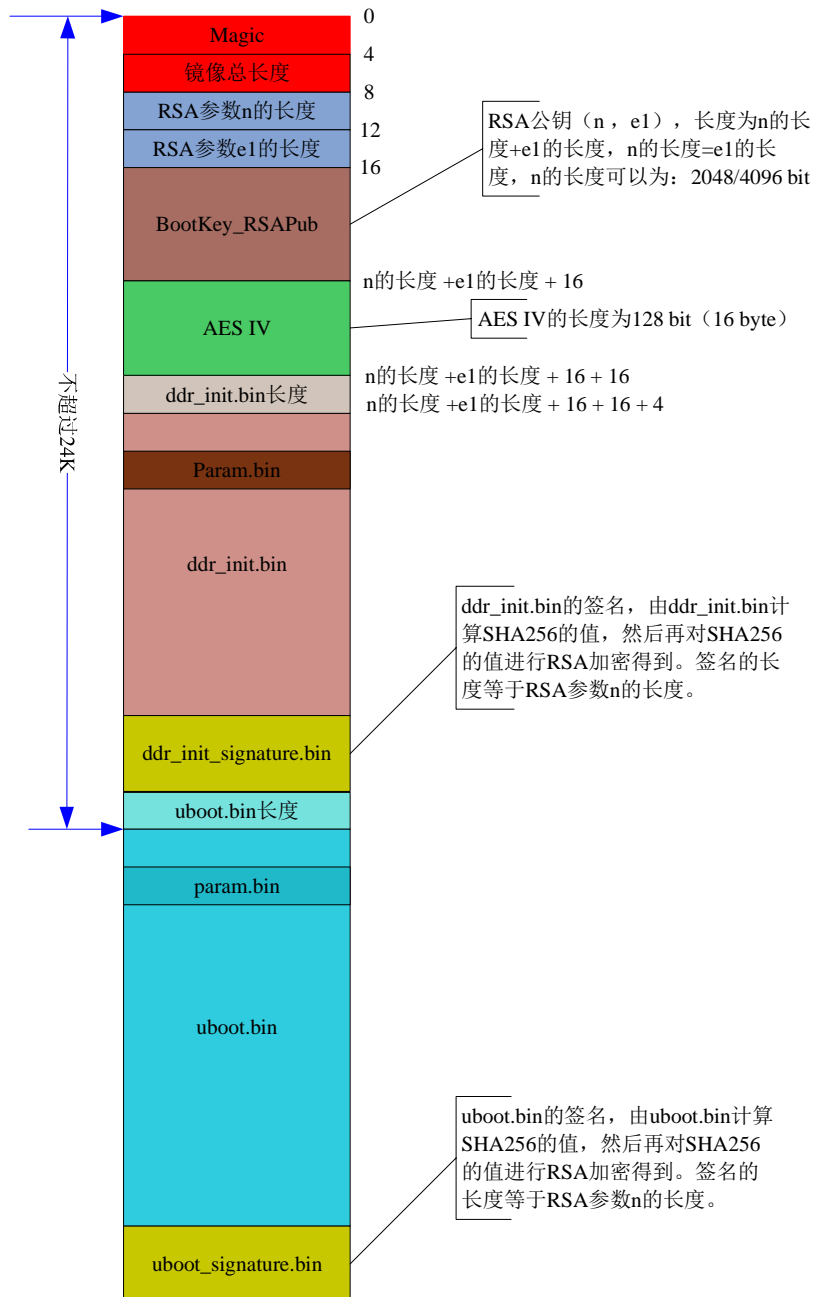 0
Magic
4
镜像总长度
8
RSA参数n的长度
12
RSA参数e1的长度
16
RSA公钥（n ，e1），长度为n的长
度+e1的长度，n的长度=e1的长
度，n的长度可以为：2048/4096 bit
BootKey_RSAPub
n的长度 +e1的长度 + 16
AES IV
AES IV的长度为128 bit（16 byte）
n的长度 +e1的长度 + 16 + 16
ddr_init.bin长度
n的长度 +e1的长度 + 16 + 16 + 4
不超过24K
Param.bin
ddr_init.bin
ddr_init.bin的签名，由ddr_init.bin计
算SHA256的值，然后再对SHA256
的值进行RSA加密得到。签名的长
度等于RSA参数n的长度。
ddr_init_signature.bin
uboot.bin长度
param.bin
uboot.bin
uboot.bin的签名，由uboot.bin计算
SHA256的值，然后再对SHA256
的值进行RSA加密得到。签名的
长度等于RSA参数n的长度。
uboot_signature.bin